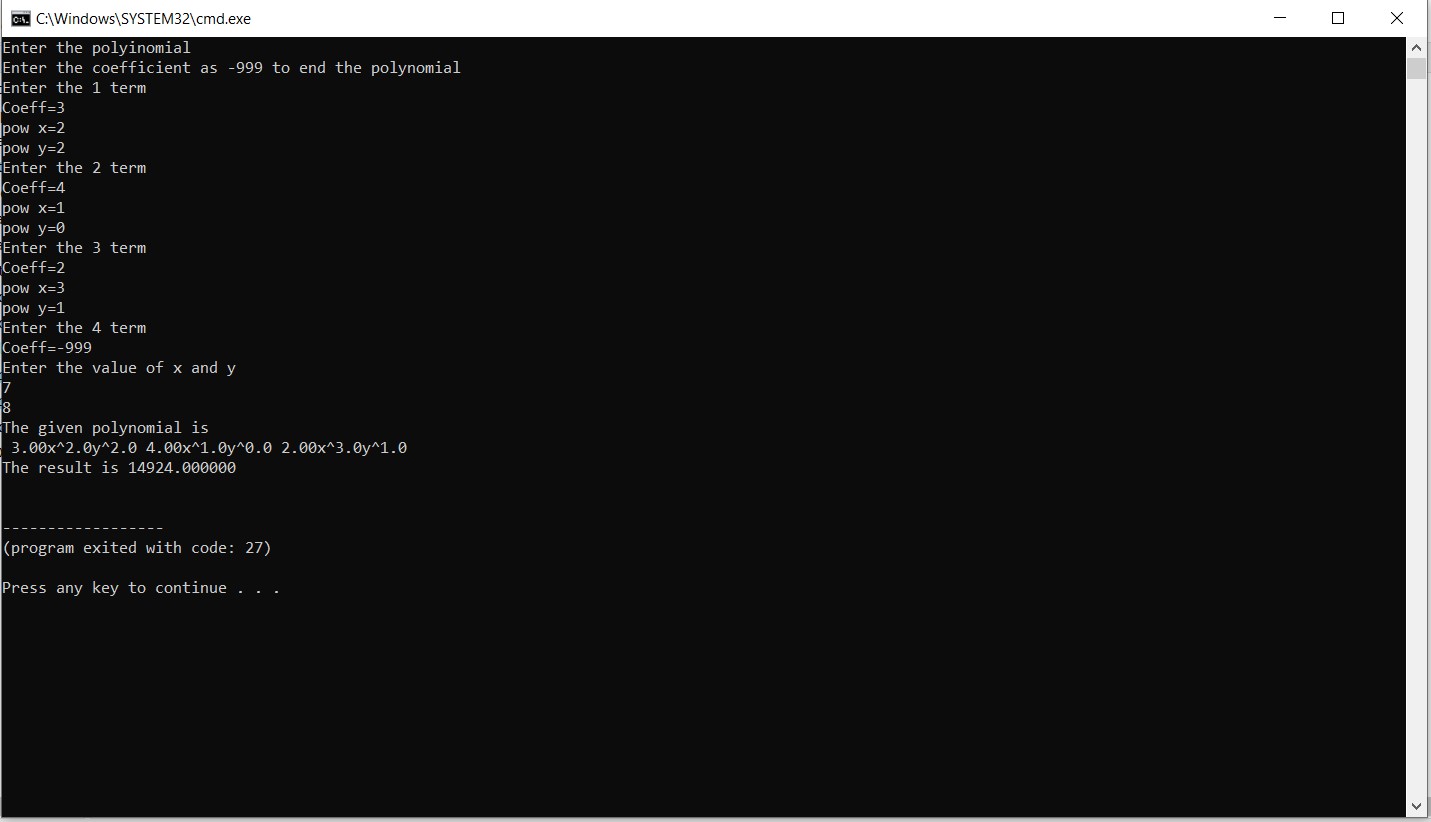 C:\Windows\SYSTEM32\cmd.exe
Enter the polyinomial
Enter the coefficient as -999 to end the polynomial
Enter the 1 term
Coeff=3
pow x=2
pow y=2
Enter the 2 term
Coeff=4
pow x=1
pow y=0
Enter the 3 term
Coeff=2
pow x=3
pow y=1
Enter the 4 term
Coeff=-999
Enter the value of x and y
7
8
The given polynomial is
 3.00x^2.0y^2.0 4.00x^1.0y^0.0 2.00x^3.0y^1.0
The result is 14924.000000
------------------
(program exited with code: 27)
Press any key to continue . . .